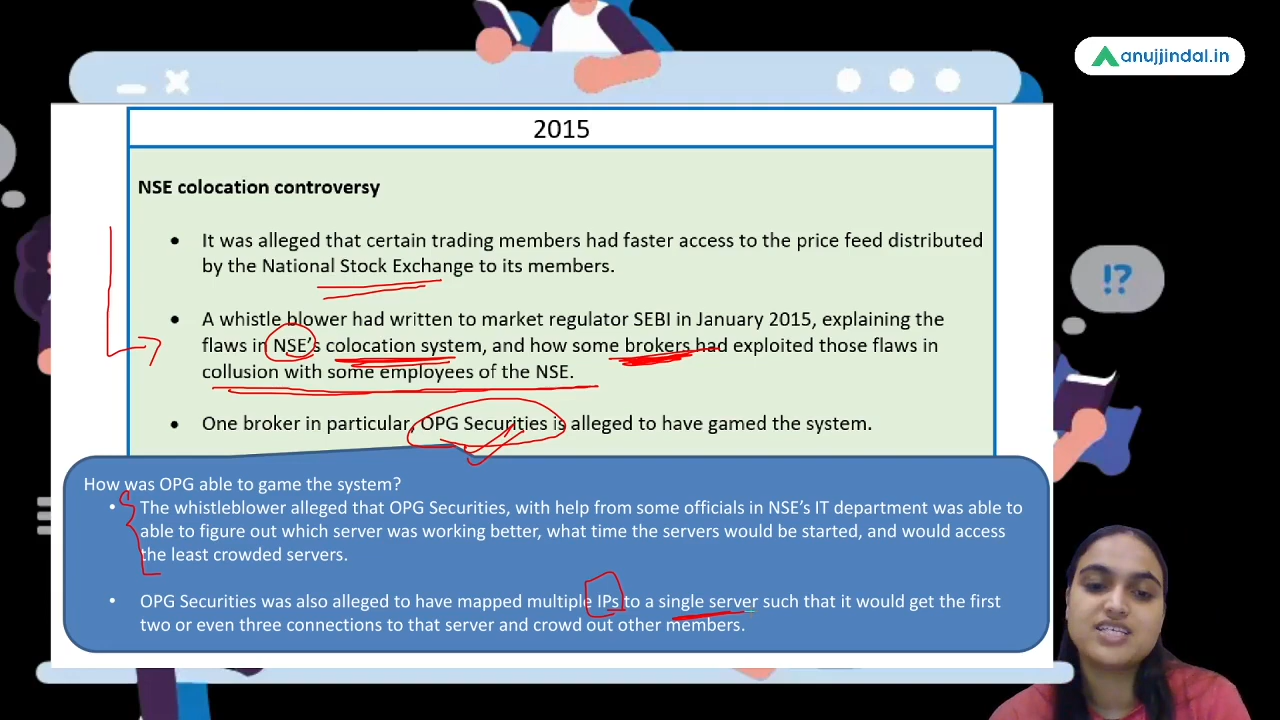 anujjindal.in
2015
NSE colocation controversy
• It was alleged that certain trading members had faster access to the price feed distributed
by the National Stock Exchange to its members.
• A whistle blower had written to market regulator SEBI in January 2015, explaining the
flaws in NSE's colocation system, and how some brokers had exploited those flaws in
collusion with some employees of the NSE.
• One broker in particular, OPG Securities is alleged to have gamed the system.
How was OPG able to game the system?
• The whistleblower alleged that OPG Securities, with help from some officials in NSE's IT department was able to
able to figure out which server was working better, what time the servers would be started, and would access
the least crowded servers.
• OPG Securities was also alleged to have mapped multiple IPs to a single server such that it would get the first
two or even three connections to that server and crowd out other members.
!?